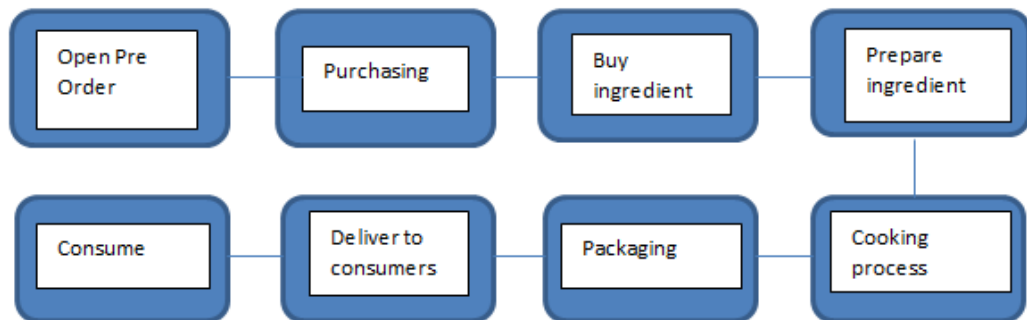 Open Pre
Order
Purchasing
Buy
ingredient
Prepare
ingredient
Consume
Deliver to
consumers
Packaging
Cooking
process